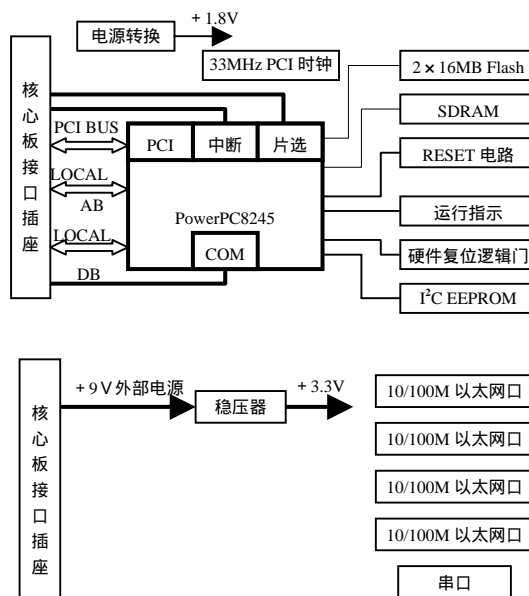 +1.8V
电源转换
33MHz PCI 时钟
核心板接口插座
2×16MB Flash
SDRAM
RESET 电路
运行指示
硬件复位逻辑门
I²C EEPROM
PCI BUS
LOCAL
AB
LOCAL
DB
PCI
中断
片选
PowerPC8245
COM
核心板接口插座
+9V外部电源
稳压器
+3.3V
10/100M 以太网口
10/100M 以太网口
10/100M 以太网口
10/100M 以太网口
串口